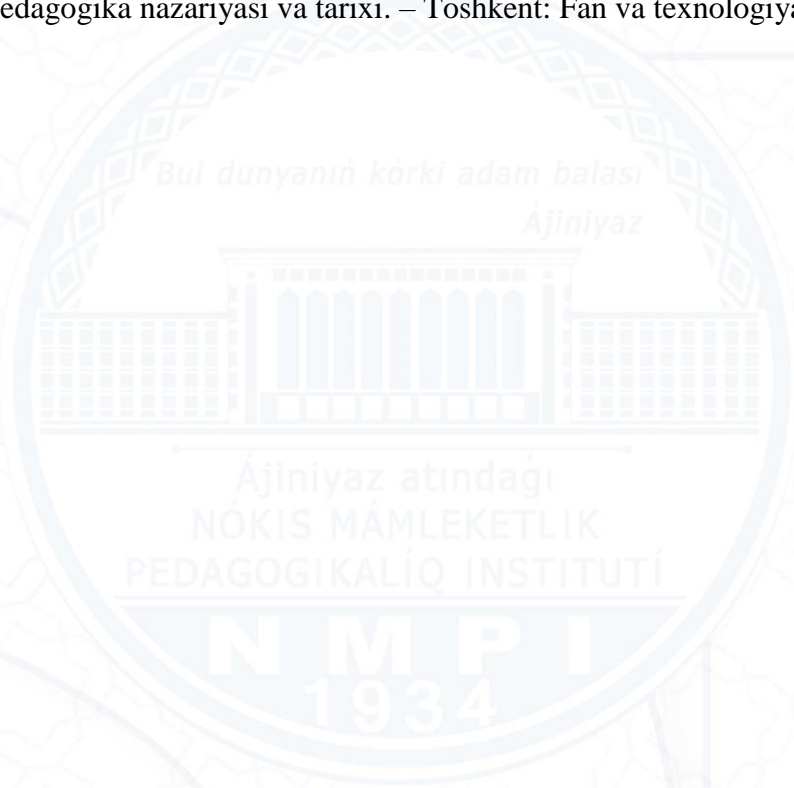 edagogika nazariyasi va tarixi. – Toshkent: Fan va texnologiya
Bul dunyanıń kórki adam balası
Ájiniyaz
Ájiniyaz atındaǵı
NÓKIS MÁMLEKETLIK
PEDAGOGIKALÍQ INSTITUTÍ
NMPI
1934